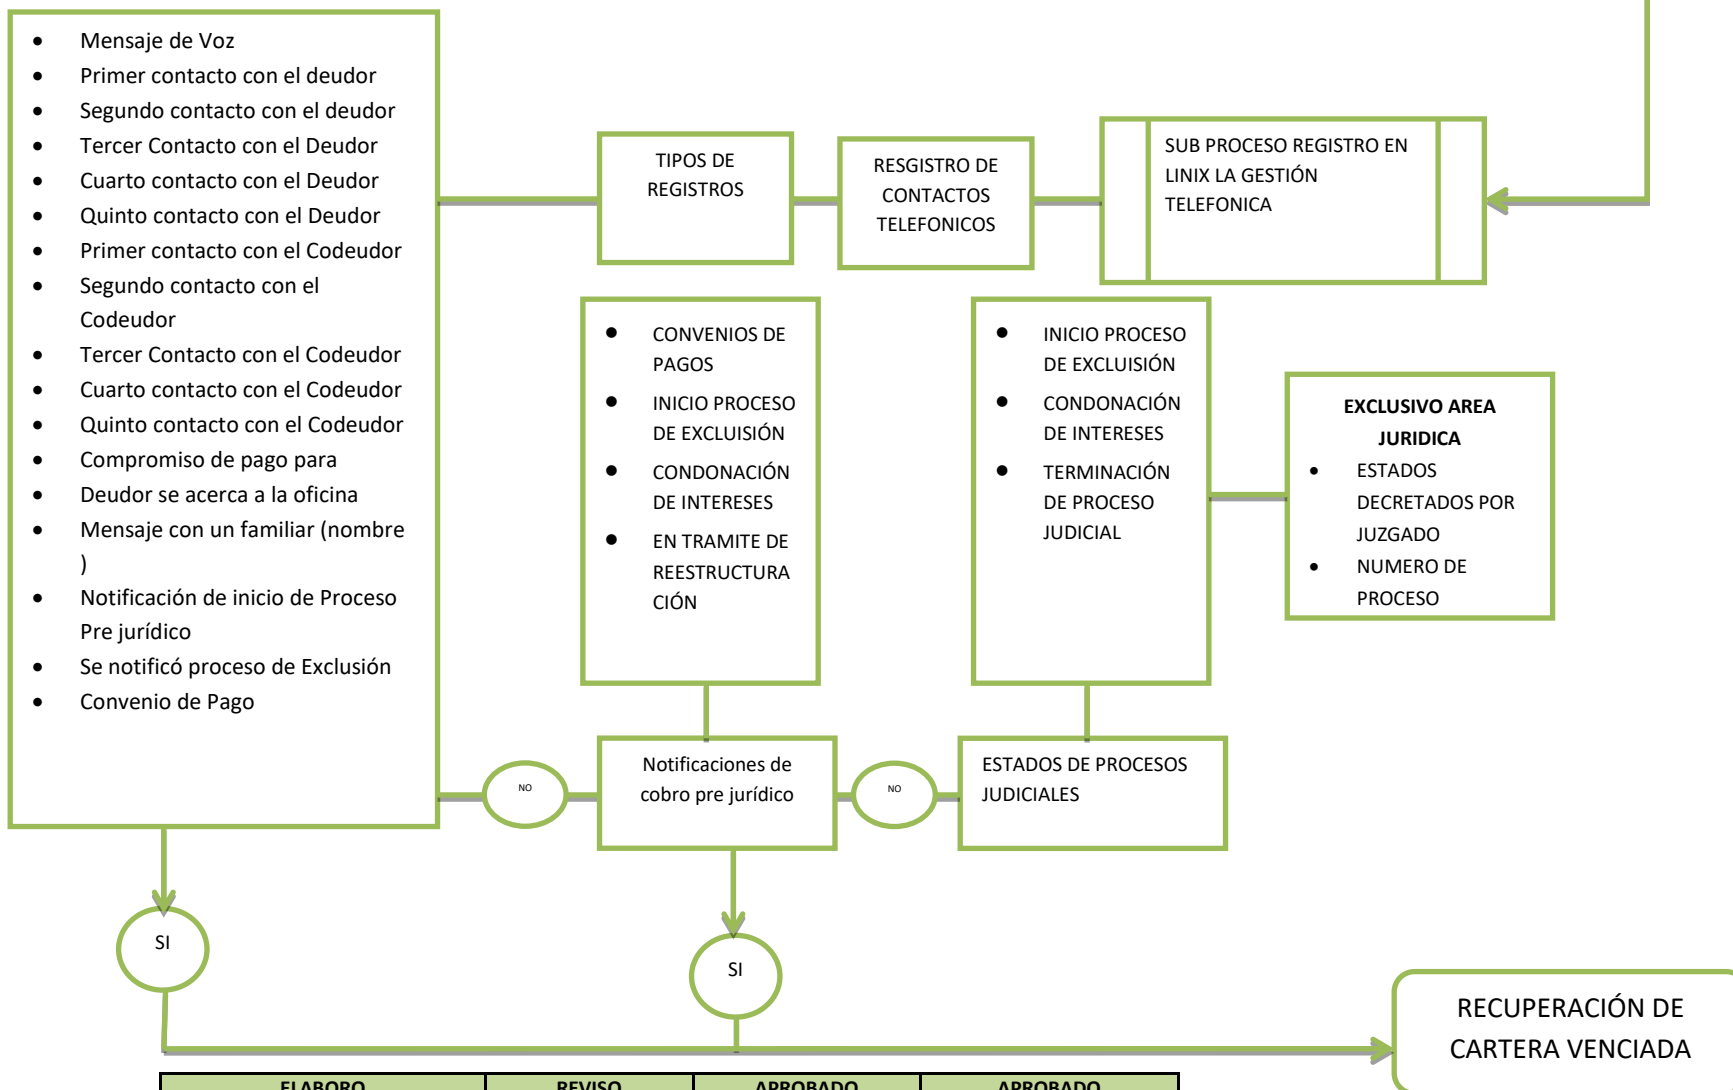 • Mensaje de Voz
• Primer contacto con el deudor
• Segundo contacto con el deudor
• Tercer Contacto con el Deudor
• Cuarto contacto con el Deudor
• Quinto contacto con el Deudor
• Primer contacto con el Codeudor
• Segundo contacto con el
Codeudor
• Tercer Contacto con el Codeudor
• Cuarto contacto con el Codeudor
• Quinto contacto con el Codeudor
• Compromiso de pago para
• Deudor se acerca a la oficina
• Mensaje con un familiar (nombre
)
• Notificación de inicio de Proceso
Pre jurídico
• Se notificó proceso de Exclusión
• Convenio de Pago
TIPOS DE
REGISTROS
RESGISTRO DE
CONTACTOS
TELEFONICOS
SUB PROCESO REGISTRO EN
LINIX LA GESTIÓN
TELEFONICA
• CONVENIOS DE
PAGOS
• INICIO PROCESO
DE EXCLUISIÓN
• CONDONACIÓN
DE INTERESES
• EN TRAMITE DE
REESTRUCTURA
CIÓN
• INICIO PROCESO
DE EXCLUISIÓN
• CONDONACIÓN
DE INTERESES
• TERMINACIÓN
DE PROCESO
JUDICIAL
EXCLUSIVO AREA
JURIDICA
• ESTADOS
DECRETADOS POR
JUZGADO
• NUMERO DE
PROCESO
NO
Notificaciones de
cobro pre jurídico
NO
ESTADOS DE PROCESOS
JUDICIALES
SI
SI
RECUPERACIÓN DE
CARTERA VENCIADA
ELABORO REVISO APROBADO APROBADO